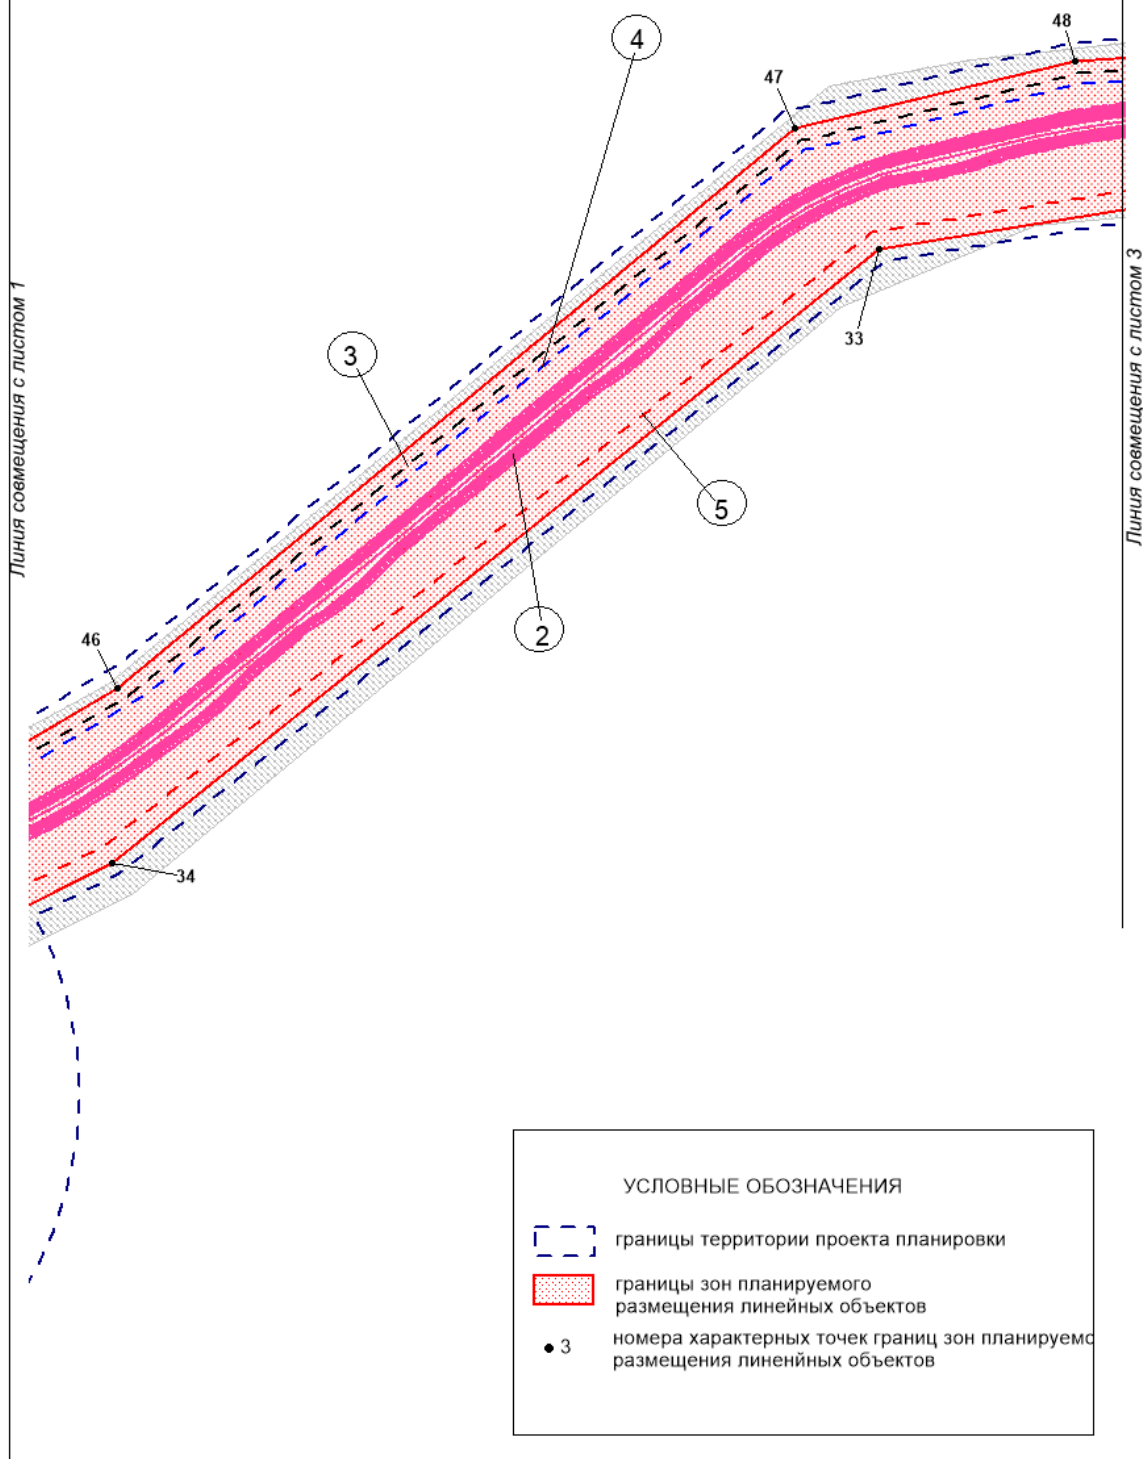 48
4
47
Линия совмещения с листом 1
Линия совмещения с листом 3
33
3
5
2
46
34
УСЛОВНЫЕ ОБОЗНАЧЕНИЯ
границы территории проекта планировки
границы зон планируемого
размещения линейных объектов
3
номера характерных точек границ зон планируемо
размещения линенйных объектов